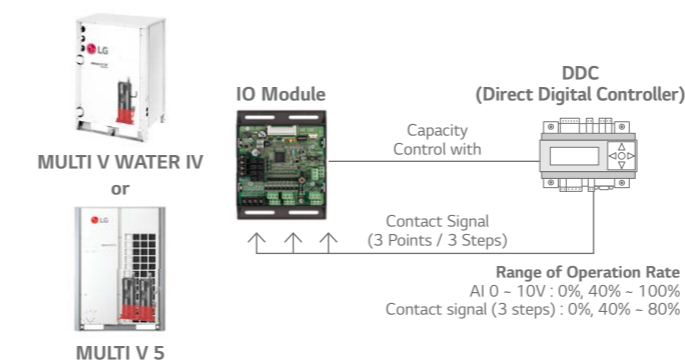 LG
MULTI V WATER IV
or
LG
MULTI V 5
IO Module
DDC
(Direct Digital Controller)
Capacity
Control with
Contact Signal
(3 Points / 3 Steps)
Range of Operation Rate
AI 0 ~ 10V : 0%, 40% ~ 100%
Contact signal (3 steps) : 0%, 40% ~ 80%